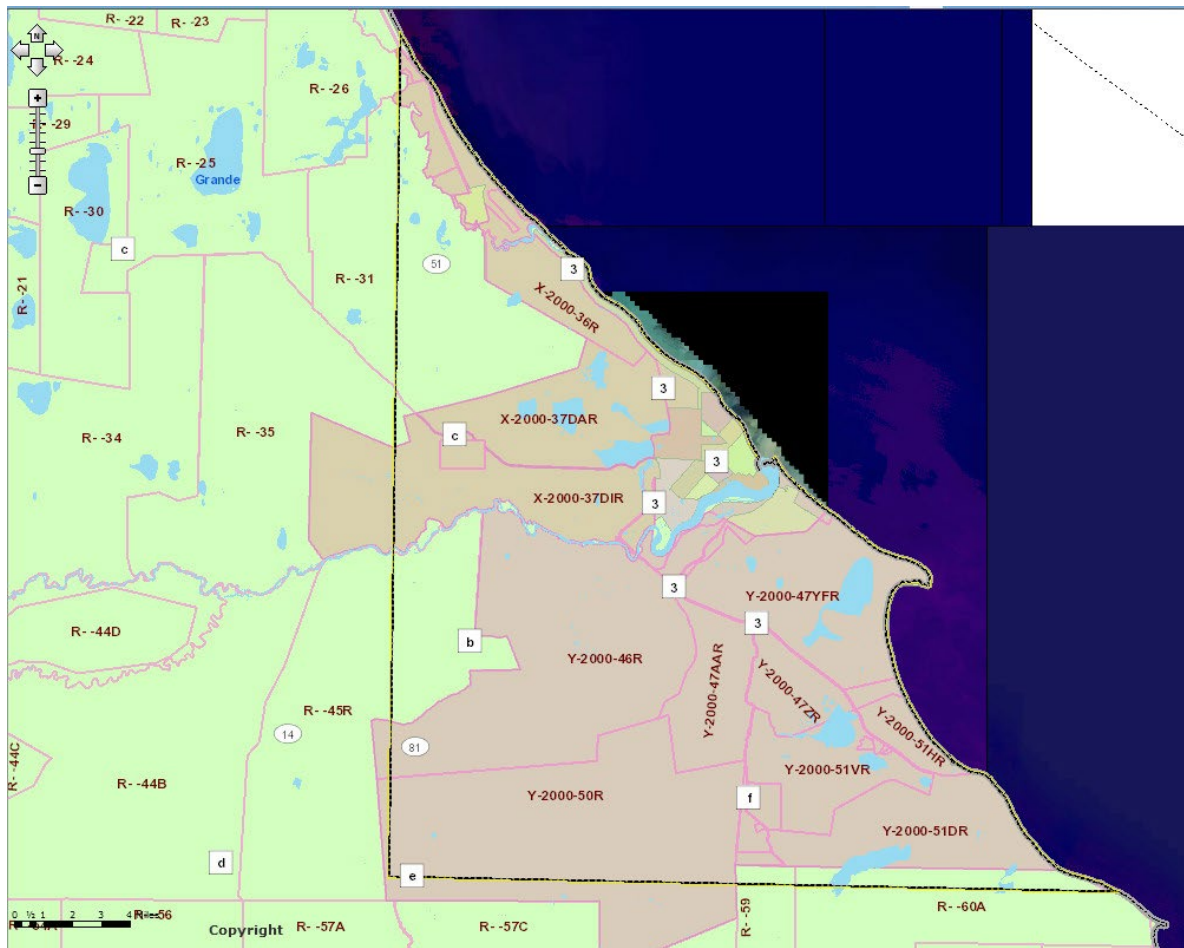 R- -22
R- -23
N
R- -24
R- -26
+
R- -29
R- -25
Grande
-
R- -30
c
R- -21
R- -31
51
3
X-2000-36R
3
R- -34
R- -35
X-2000-37DAR
c
3
X-2000-37DIR
3
3
Y-2000-47YFR
R- -44D
b
3
Y-2000-46R
Y-2000-47AAR
Y-2000-47ZR
R- -45R
14
81
Y-2000-51HR
R- -44C
R- -44B
Y-2000-50R
Y-2000-51VR
f
Y-2000-51DR
d
e
0 ½ 1 2 3 4 Miles
R- -56
R- -59
R- -60A
Copyright
R- -57A
R- -57C